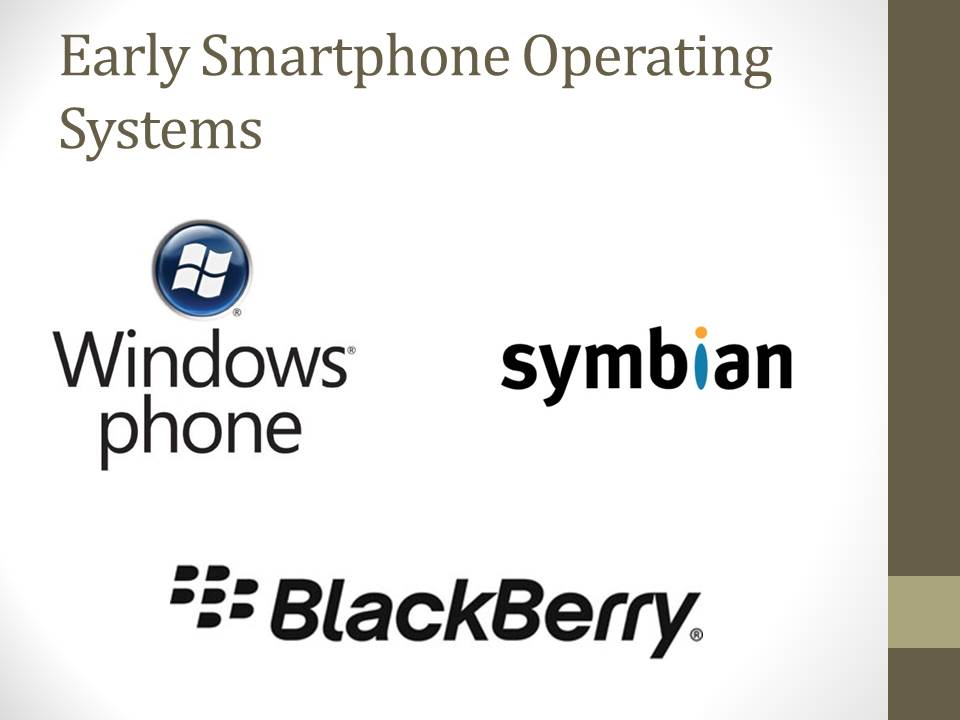 Early Smartphone Operating
Systems
®
Windows®
phone
symbian
BlackBerry®